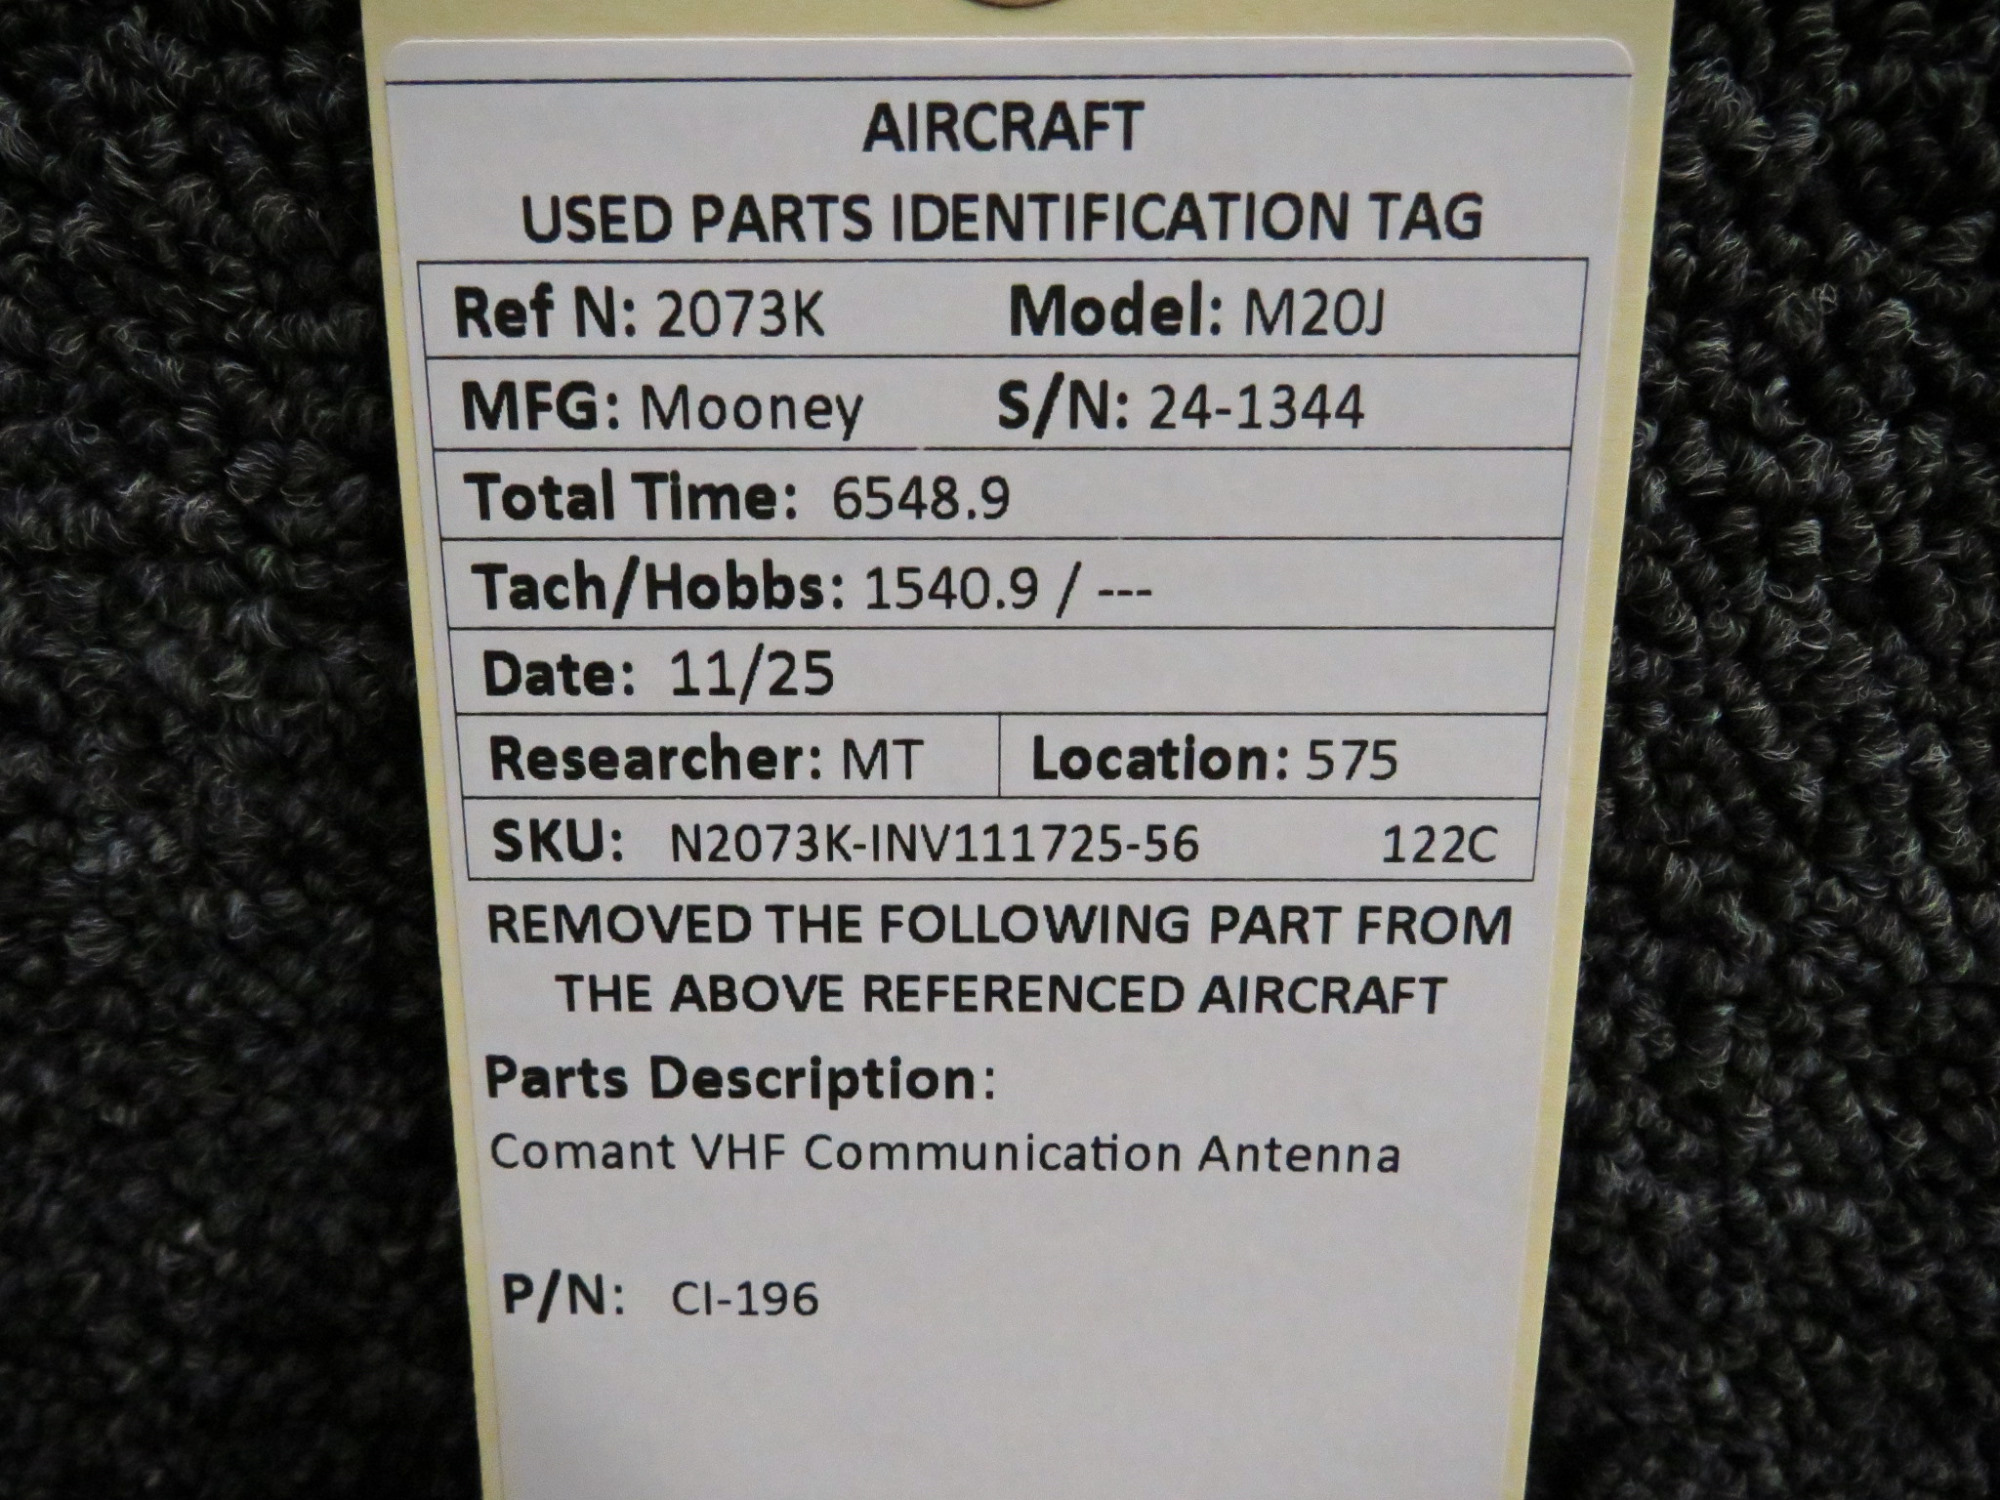 AIRCRAFT
USED PARTS IDENTIFICATION TAG
Ref N: 2073K Model: M20J
MFG: Mooney S/N: 24-1344
Total Time: 6548.9
Tach/Hobbs: 1540.9 / ---
Date: 11/25
Researcher: MT Location: 575
SKU: N2073K-INV111725-56 122C
REMOVED THE FOLLOWING PART FROM
THE ABOVE REFERENCED AIRCRAFT
Parts Description:
Comant VHF Communication Antenna
P/N: CI-196